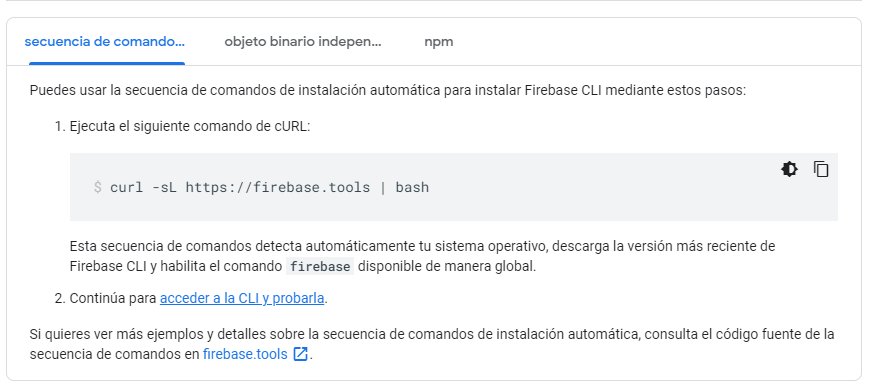 secuencia de comando...
objeto binario indepen...
npm
Puedes usar la secuencia de comandos de instalación automática para instalar Firebase CLI mediante estos pasos:
1. Ejecuta el siguiente comando de cURL:
$ curl -sL https://firebase.tools | bash
Esta secuencia de comandos detecta automáticamente tu sistema operativo, descarga la versión más reciente de
Firebase CLI y habilita el comando firebase disponible de manera global.
2. Continúa para acceder a la CLI y probarla.
Si quieres ver más ejemplos y detalles sobre la secuencia de comandos de instalación automática, consulta el código fuente de la
secuencia de comandos en firebase.tools.